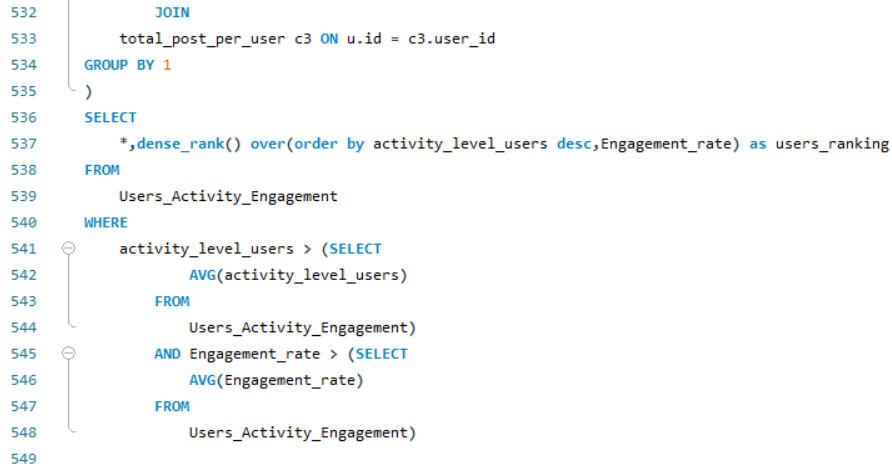 532 JOIN
533 total_post_per_user c3 ON u.id = c3.user_id
534 GROUP BY 1
535 )
536 SELECT
537 *,dense_rank() over(order by activity_level_users desc,Engagement_rate) as users_ranking
538 FROM
539 Users_Activity_Engagement
540 WHERE
541 activity_level_users > (SELECT
542 AVG(activity_level_users)
543 FROM
544 Users_Activity_Engagement)
545 AND Engagement_rate > (SELECT
546 AVG(Engagement_rate)
547 FROM
548 Users_Activity_Engagement)
549